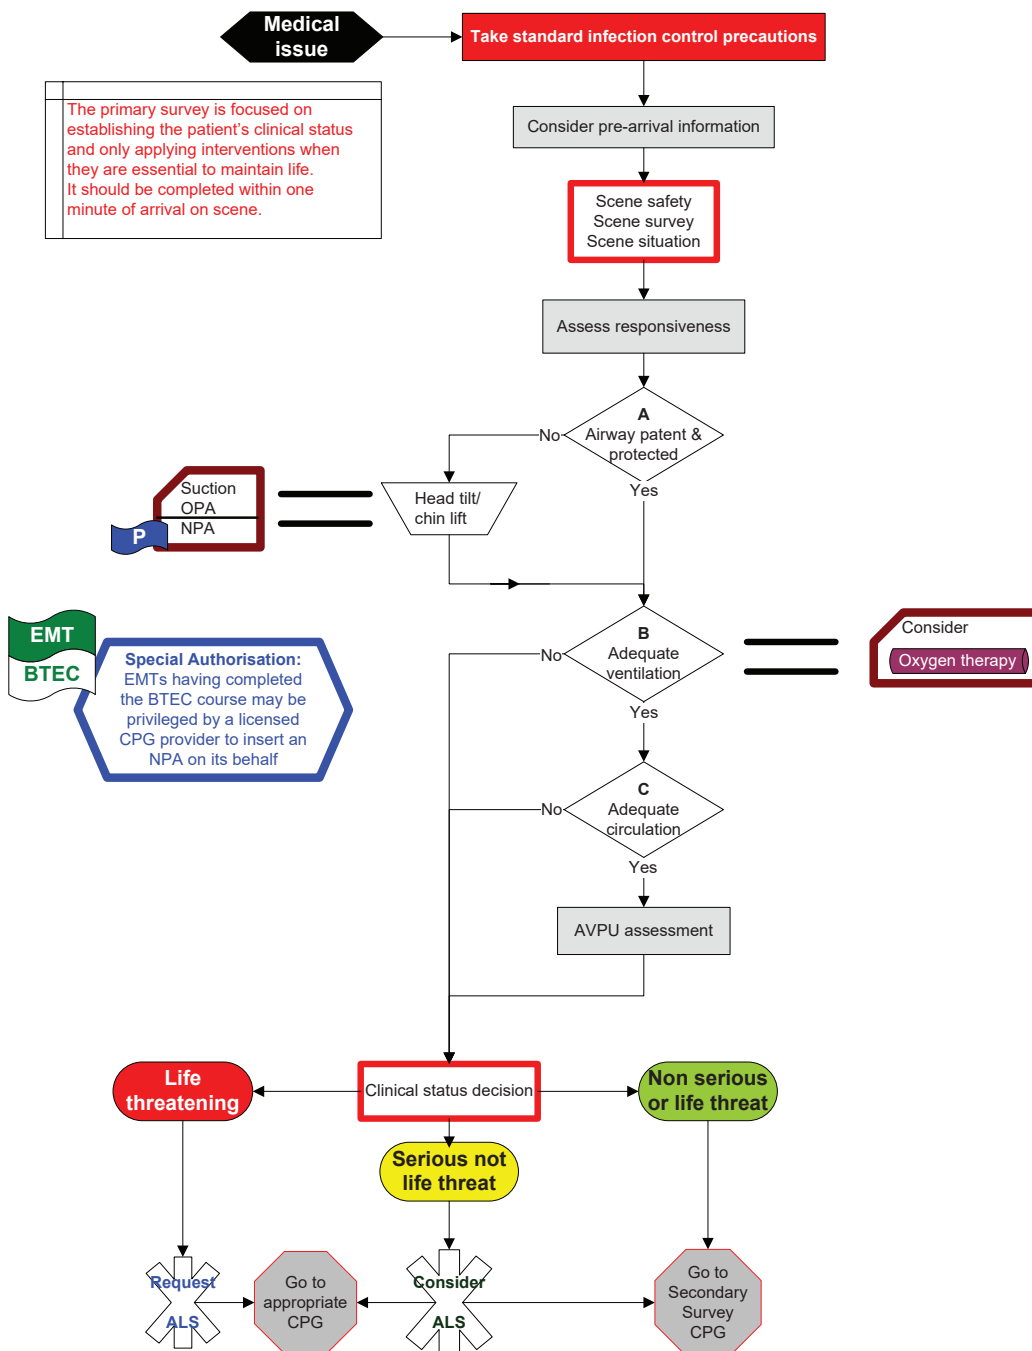 Medical
issue
Take standard infection control precautions
The primary survey is focused on
establishing the patient's clinical status
and only applying interventions when
they are essential to maintain life.
It should be completed within one
minute of arrival on scene.
Consider pre-arrival information
Scene safety
Scene survey
Scene situation
Assess responsiveness
A
Airway patent &
protected
No
Yes
Suction
OPA
NPA
P
Head tilt/
chin lift
EMT
BTEC
Special Authorisation:
EMTs having completed
the BTEC course may be
privileged by a licensed
CPG provider to insert an
NPA on its behalf
B
Adequate
ventilation
No
Yes
Consider
Oxygen therapy
C
Adequate
circulation
No
Yes
AVPU assessment
Clinical status decision
Life
threatening
Non serious
or life threat
Serious not
life threat
Request
ALS
Go to
appropriate
CPG
Consider
ALS
Go to
Secondary
Survey
CPG